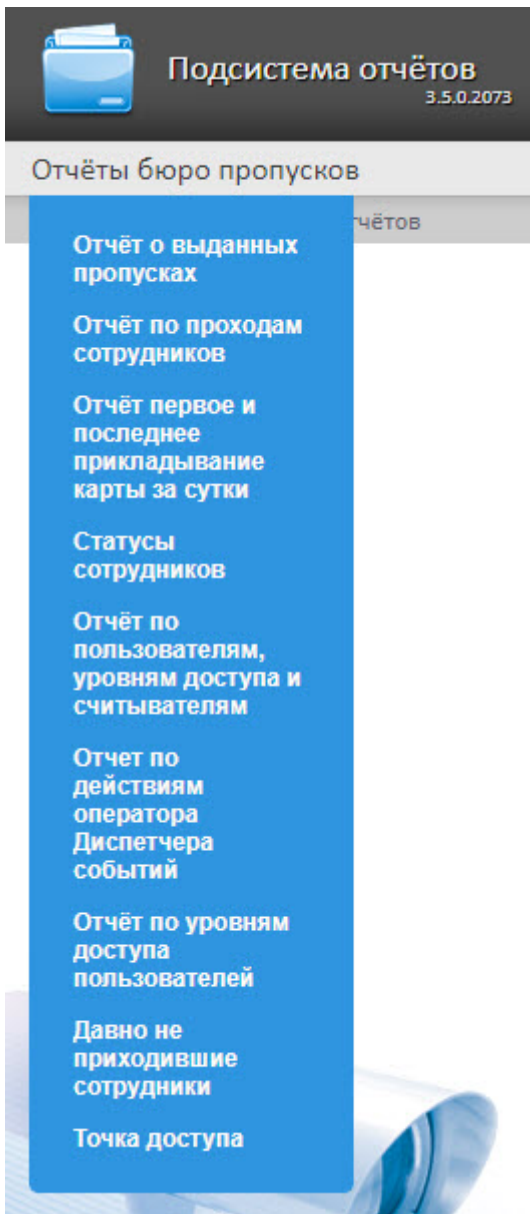 Подсистема отчётов
3.5.0.2073
Отчёты бюро пропусков
Отчёт о выданных
пропусках
Отчёт по проходам
сотрудников
Отчёт первое и
последнее
прикладывание
карты за сутки
Статусы
сотрудников
Отчёт по
пользователям,
уровням доступа и
считывателям
Отчет по
действиям
оператора
Диспетчера
событий
Отчёт по уровням
доступа
пользователей
Давно не
приходившие
сотрудники
Точка доступа